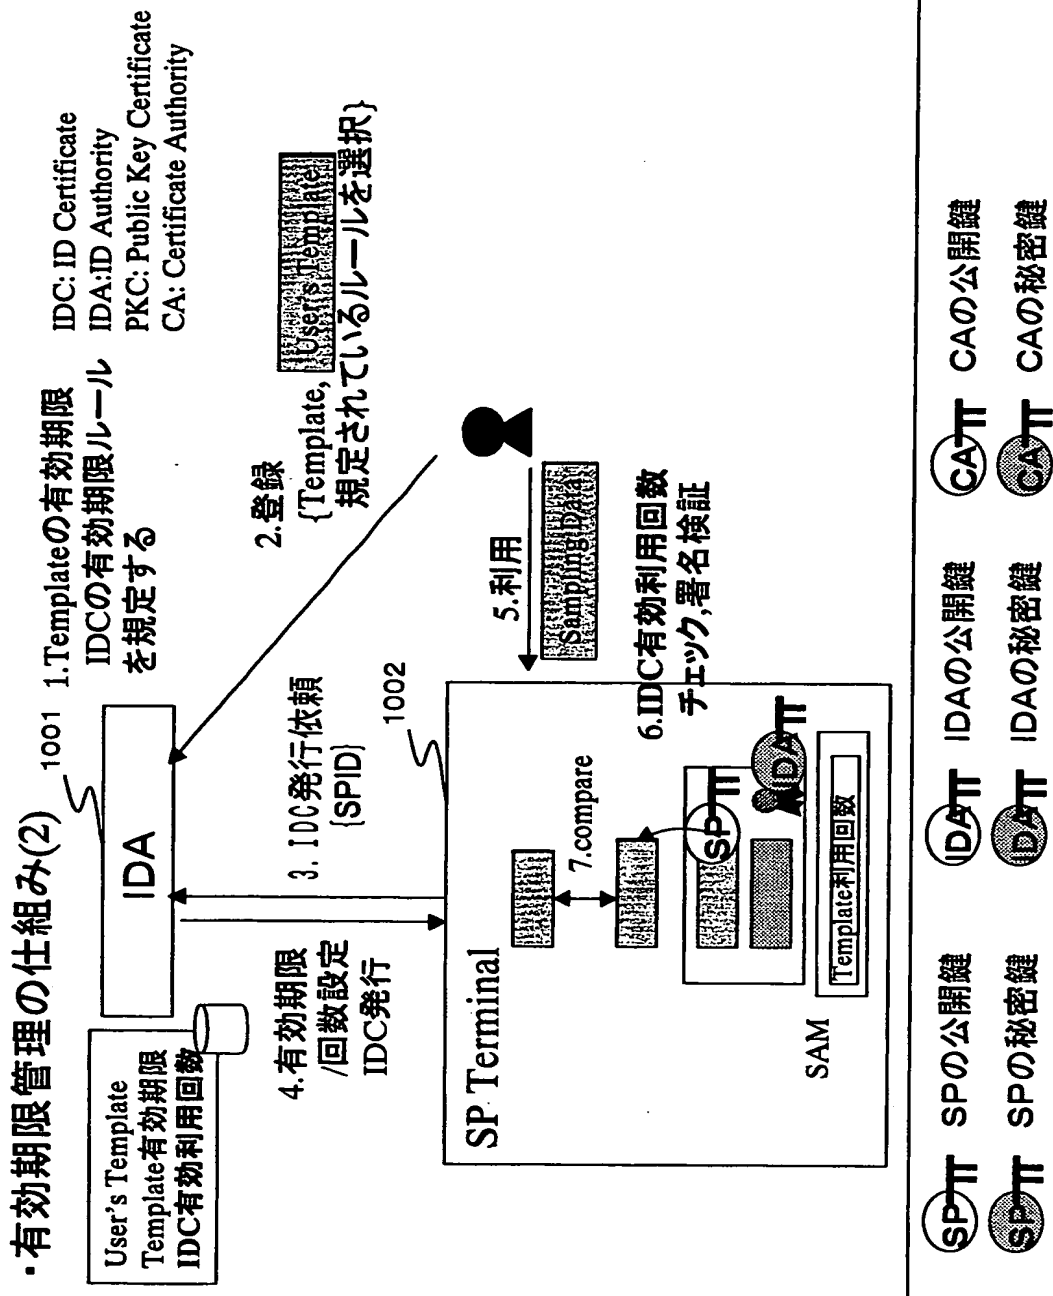 ・有効期限管理の仕組み(2)
IDC: ID Certificate
IDA:ID Authority
PKC: Public Key Certificate
CA: Certificate Authority
1001
1.Templateの有効期限
IDCの有効期限ルール
を規定する
IDA
User's Template
Template有効期限
IDC有効利用回数
2.登録
{Template, User's Template
規定されているルールを選択}
3. IDC発行依頼
{SPID}
4.有効期限
/回数設定
IDC発行
1002
5.利用
Sampling Data
SP Terminal
6.IDC有効利用回数
チェック,署名検証
7.compare
SP
IDA
SAM
Template利用回数
SP SPの公開鍵
IDA IDAの公開鍵
CA CAの公開鍵
SP SPの秘密鍵
IDA IDAの秘密鍵
CA CAの秘密鍵